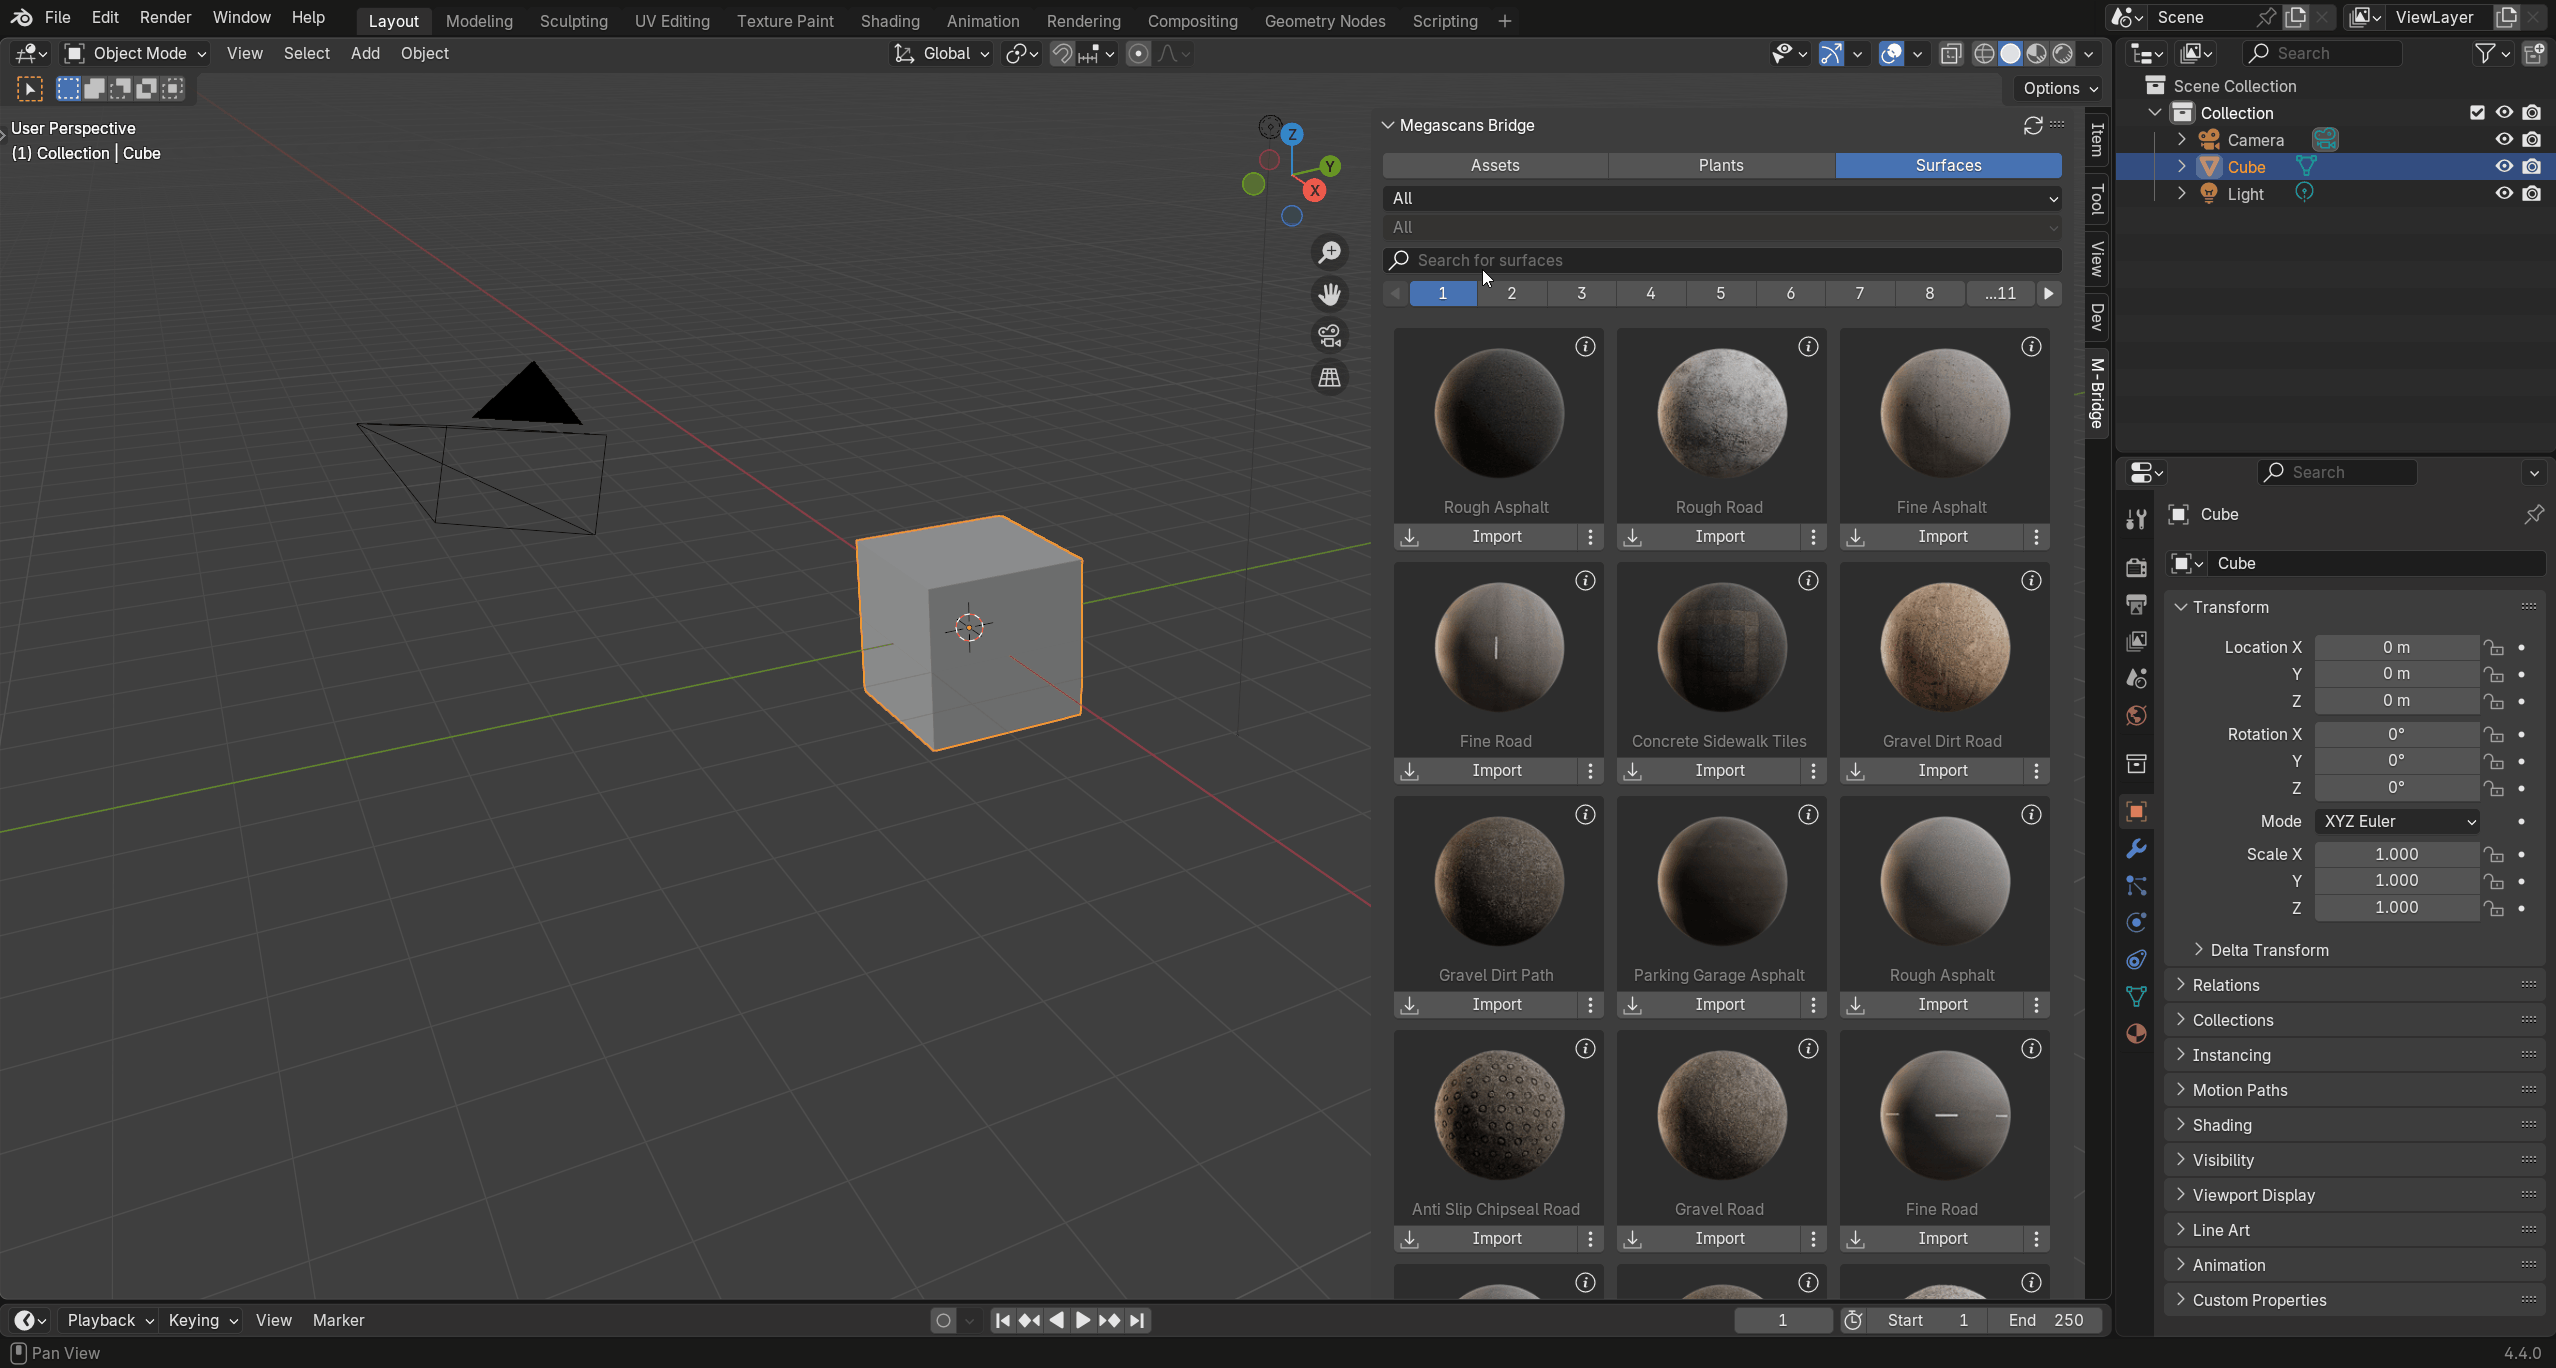 File Edit Render Window Help Layout Modeling Sculpting UV Editing Texture Paint Shading Animation Rendering Compositing Geometry Nodes Scripting + Scene ViewLayer
Object Mode View Select Add Object Global Search
Options
User Perspective
(1) Collection | Cube
Z
Y
X
Megascans Bridge
Assets Plants Surfaces
All
All
Search for surfaces
1 2 3 4 5 6 7 8 ...11
Rough Asphalt Rough Road Fine Asphalt
Import Import Import
Fine Road Concrete Sidewalk Tiles Gravel Dirt Road
Import Import Import
Gravel Dirt Path Parking Garage Asphalt Rough Asphalt
Import Import Import
Anti Slip Chipseal Road Gravel Road Fine Road
Import Import Import
Item
Tool
View
Dev
M-Bridge
Scene Collection
Collection
Camera
Cube
Light
Search
Cube
Cube
Transform
Location X 0 m
Y 0 m
Z 0 m
Rotation X 0°
Y 0°
Z 0°
Mode XYZ Euler
Scale X 1.000
Y 1.000
Z 1.000
Delta Transform
Relations
Collections
Instancing
Motion Paths
Shading
Visibility
Viewport Display
Line Art
Animation
Custom Properties
Playback Keying View Marker 1 Start 1 End 250
Pan View 4.4.0